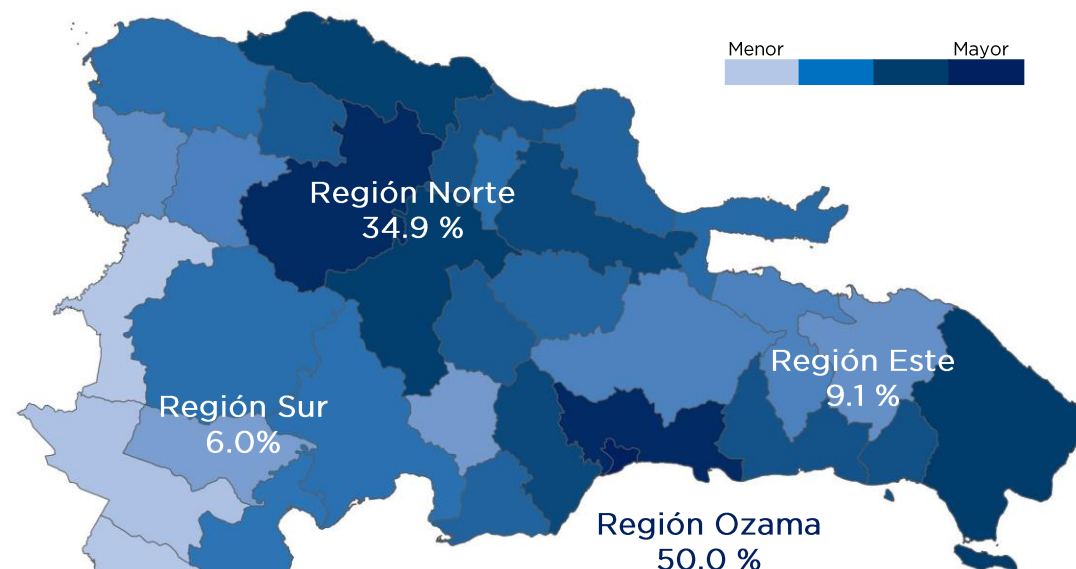 Menor Mayor
Región Norte
34.9 %
Región Este
9.1 %
Región Sur
6.0%
Región Ozama
50.0 %